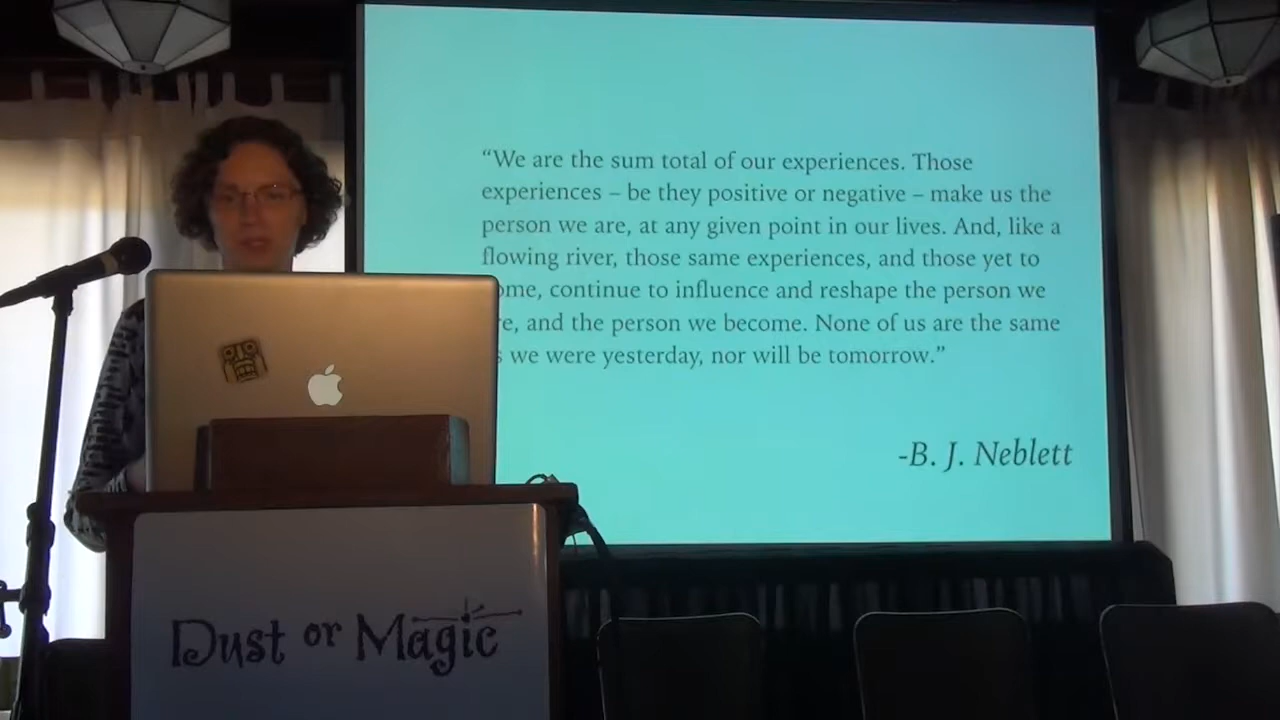 “We are the sum total of our experiences. Those
experiences – be they positive or negative – make us the
person we are, at any given point in our lives. And, like a
flowing river, those same experiences, and those yet to
ome, continue to influence and reshape the person we
e, and the person we become. None of us are the same
s we were yesterday, nor will be tomorrow.”
-B. J. Neblett
Dust or Magic